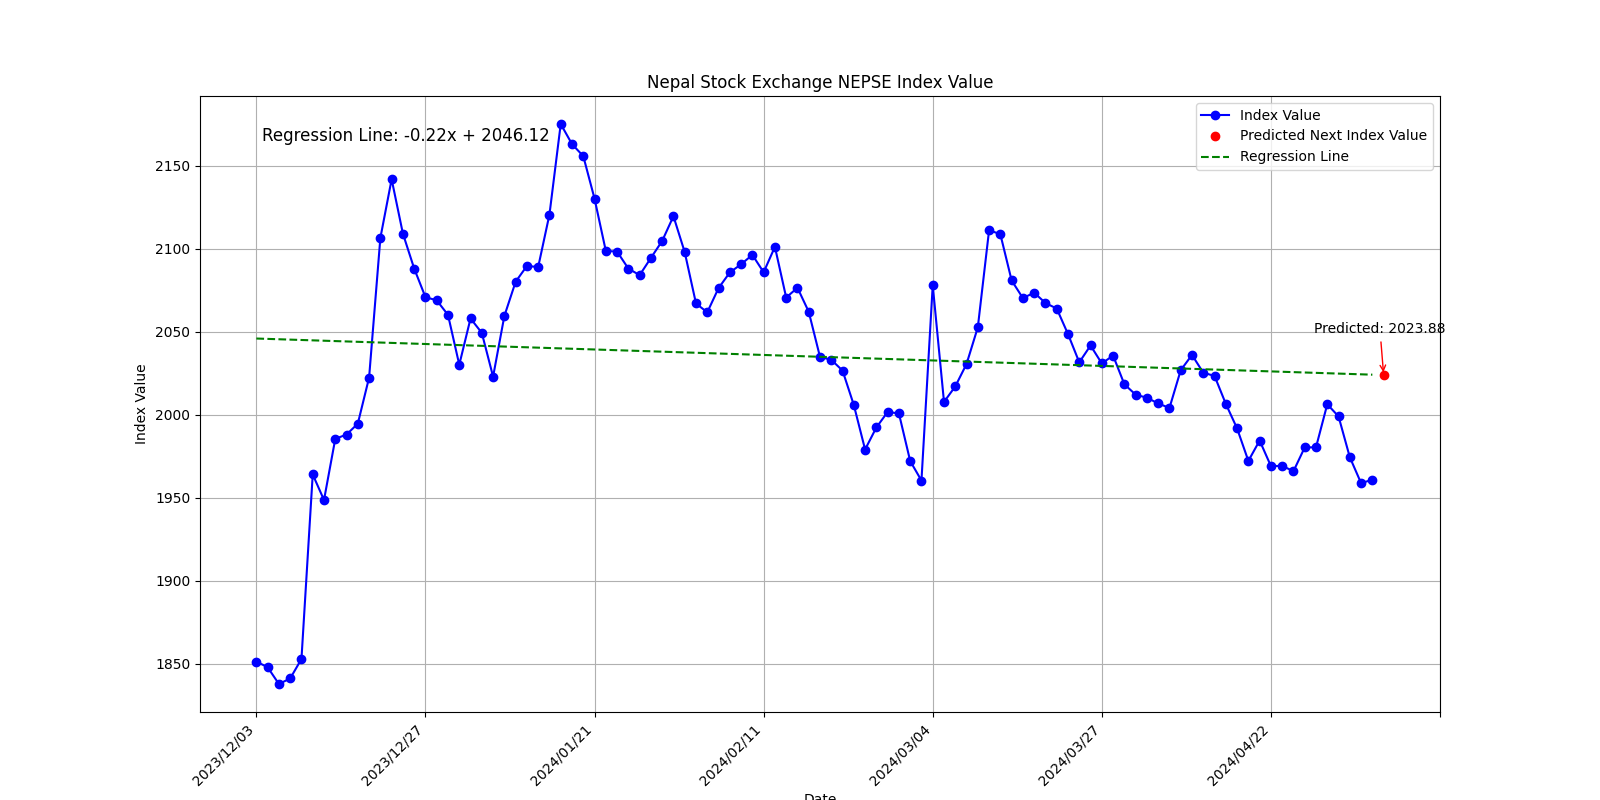 Nepal Stock Exchange NEPSE Index Value
Regression Line: -0.22x + 2046.12
Index Value
Predicted Next Index Value
Regression Line
Predicted: 2023.88
Index Value
2150
2100
2050
2000
1950
1900
1850
2023/12/03
2023/12/27
2024/01/21
2024/02/11
2024/03/04
2024/03/27
2024/04/22
Date